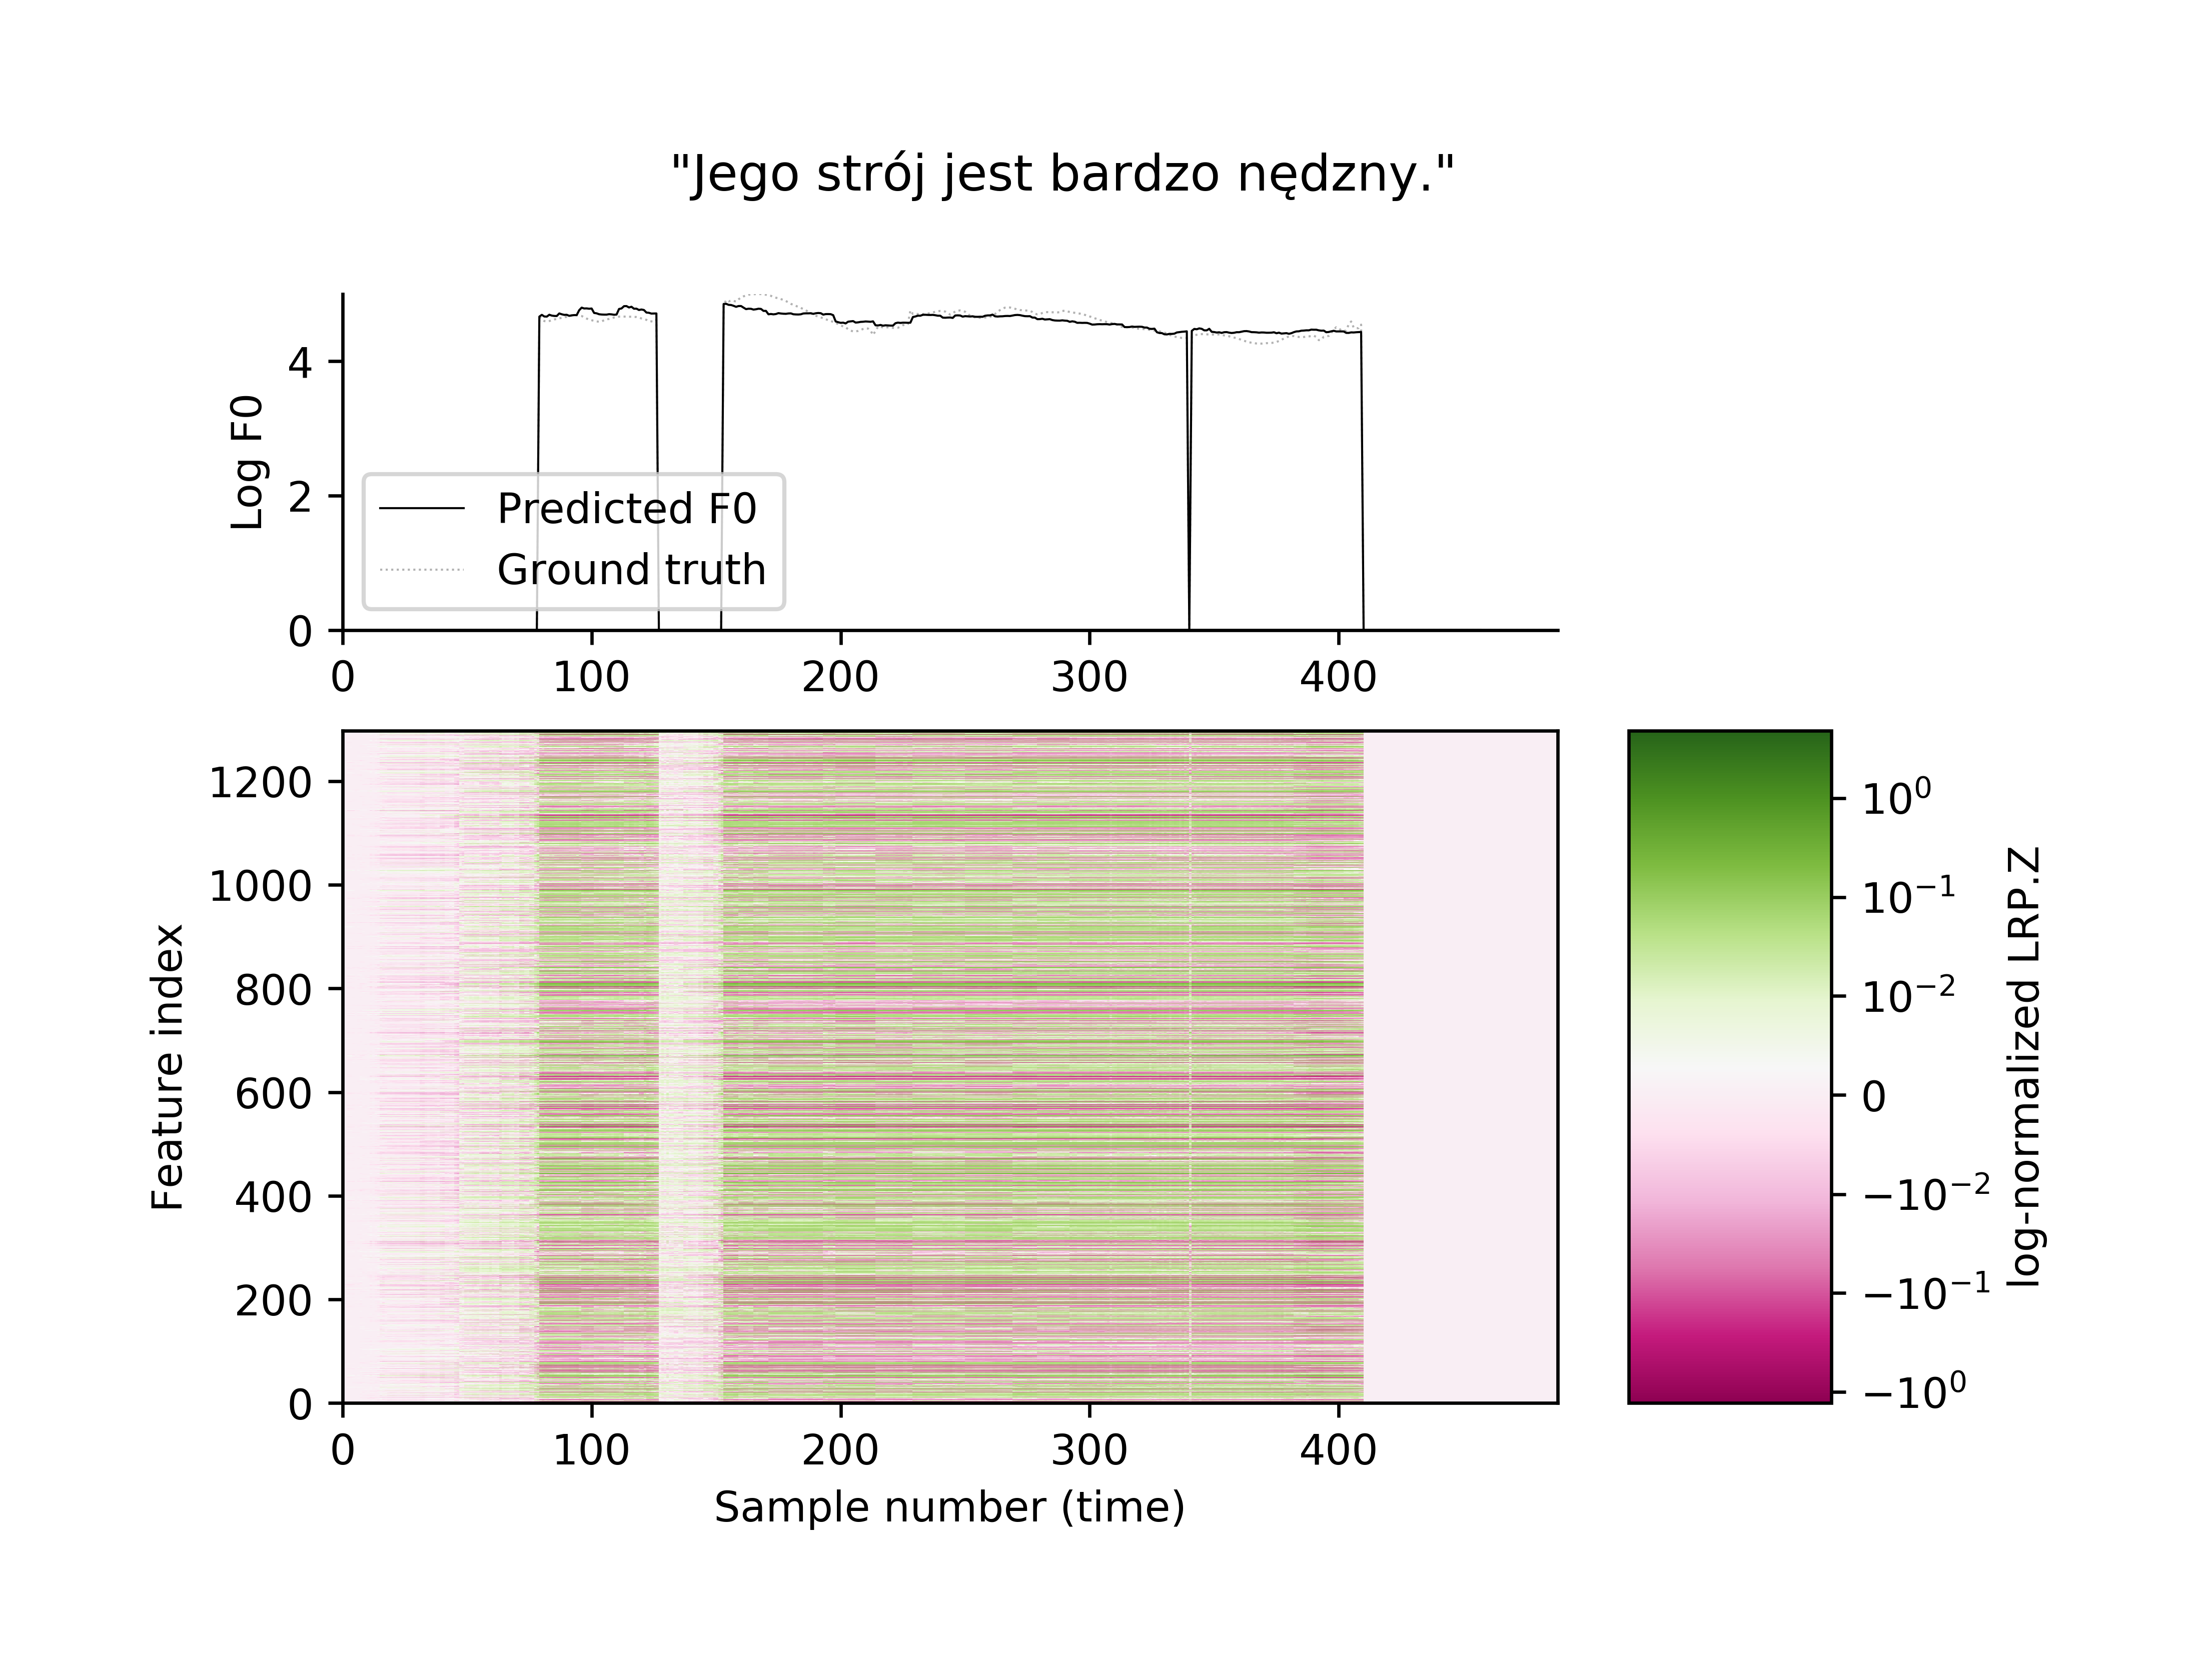 "Jego strój jest bardzo nędzny."
Log F0
4
2
0
Predicted F0
Ground truth
0 100 200 300 400
Feature index
1200
1000
800
600
400
200
0
0 100 200 300 400
Sample number (time)
10⁰
10⁻¹
10⁻²
0
−10⁻²
−10⁻¹
−10⁰
log-normalized LRP.Z